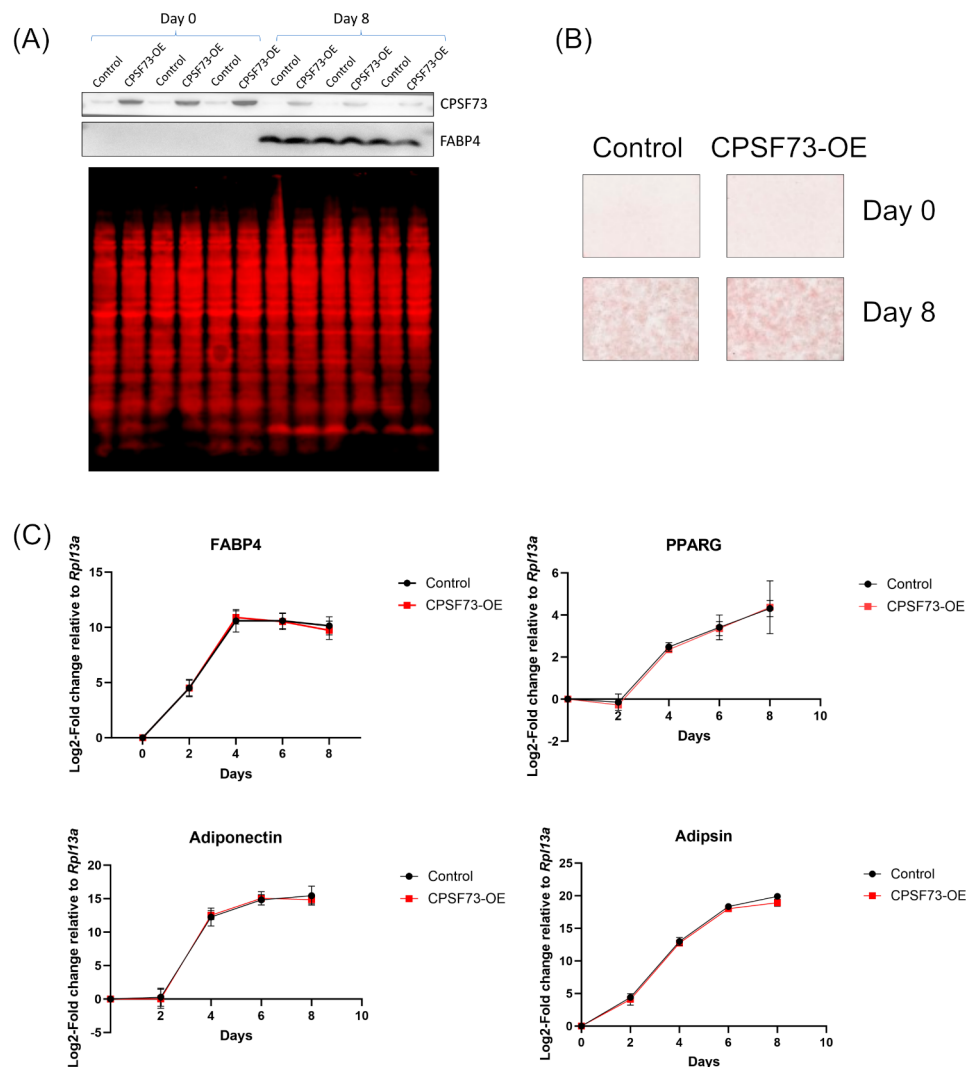 (A)
Day 0 Day 8
Control CPSF73-OE Control CPSF73-OE Control CPSF73-OE Control CPSF73-OE Control CPSF73-OE Control CPSF73-OE
CPSF73
FABP4
(B)
Control CPSF73-OE
Day 0
Day 8
(C)
FABP4
Log2-Fold change relative to Rpl13a
15
10
5
0
0 2 4 6 8
Days
Control
CPSF73-OE
PPARG
Log2-Fold change relative to Rpl13a
6
4
2
0
-2
2 4 6 8 10
Days
Control
CPSF73-OE
Adiponectin
Log2-Fold change relative to Rpl13a
20
15
10
5
0
-5
2 4 6 8 10
Days
Control
CPSF73-OE
Adipsin
Log2-Fold change relative to Rpl13a
25
20
15
10
5
0
0 2 4 6 8 10
Days
Control
CPSF73-OE